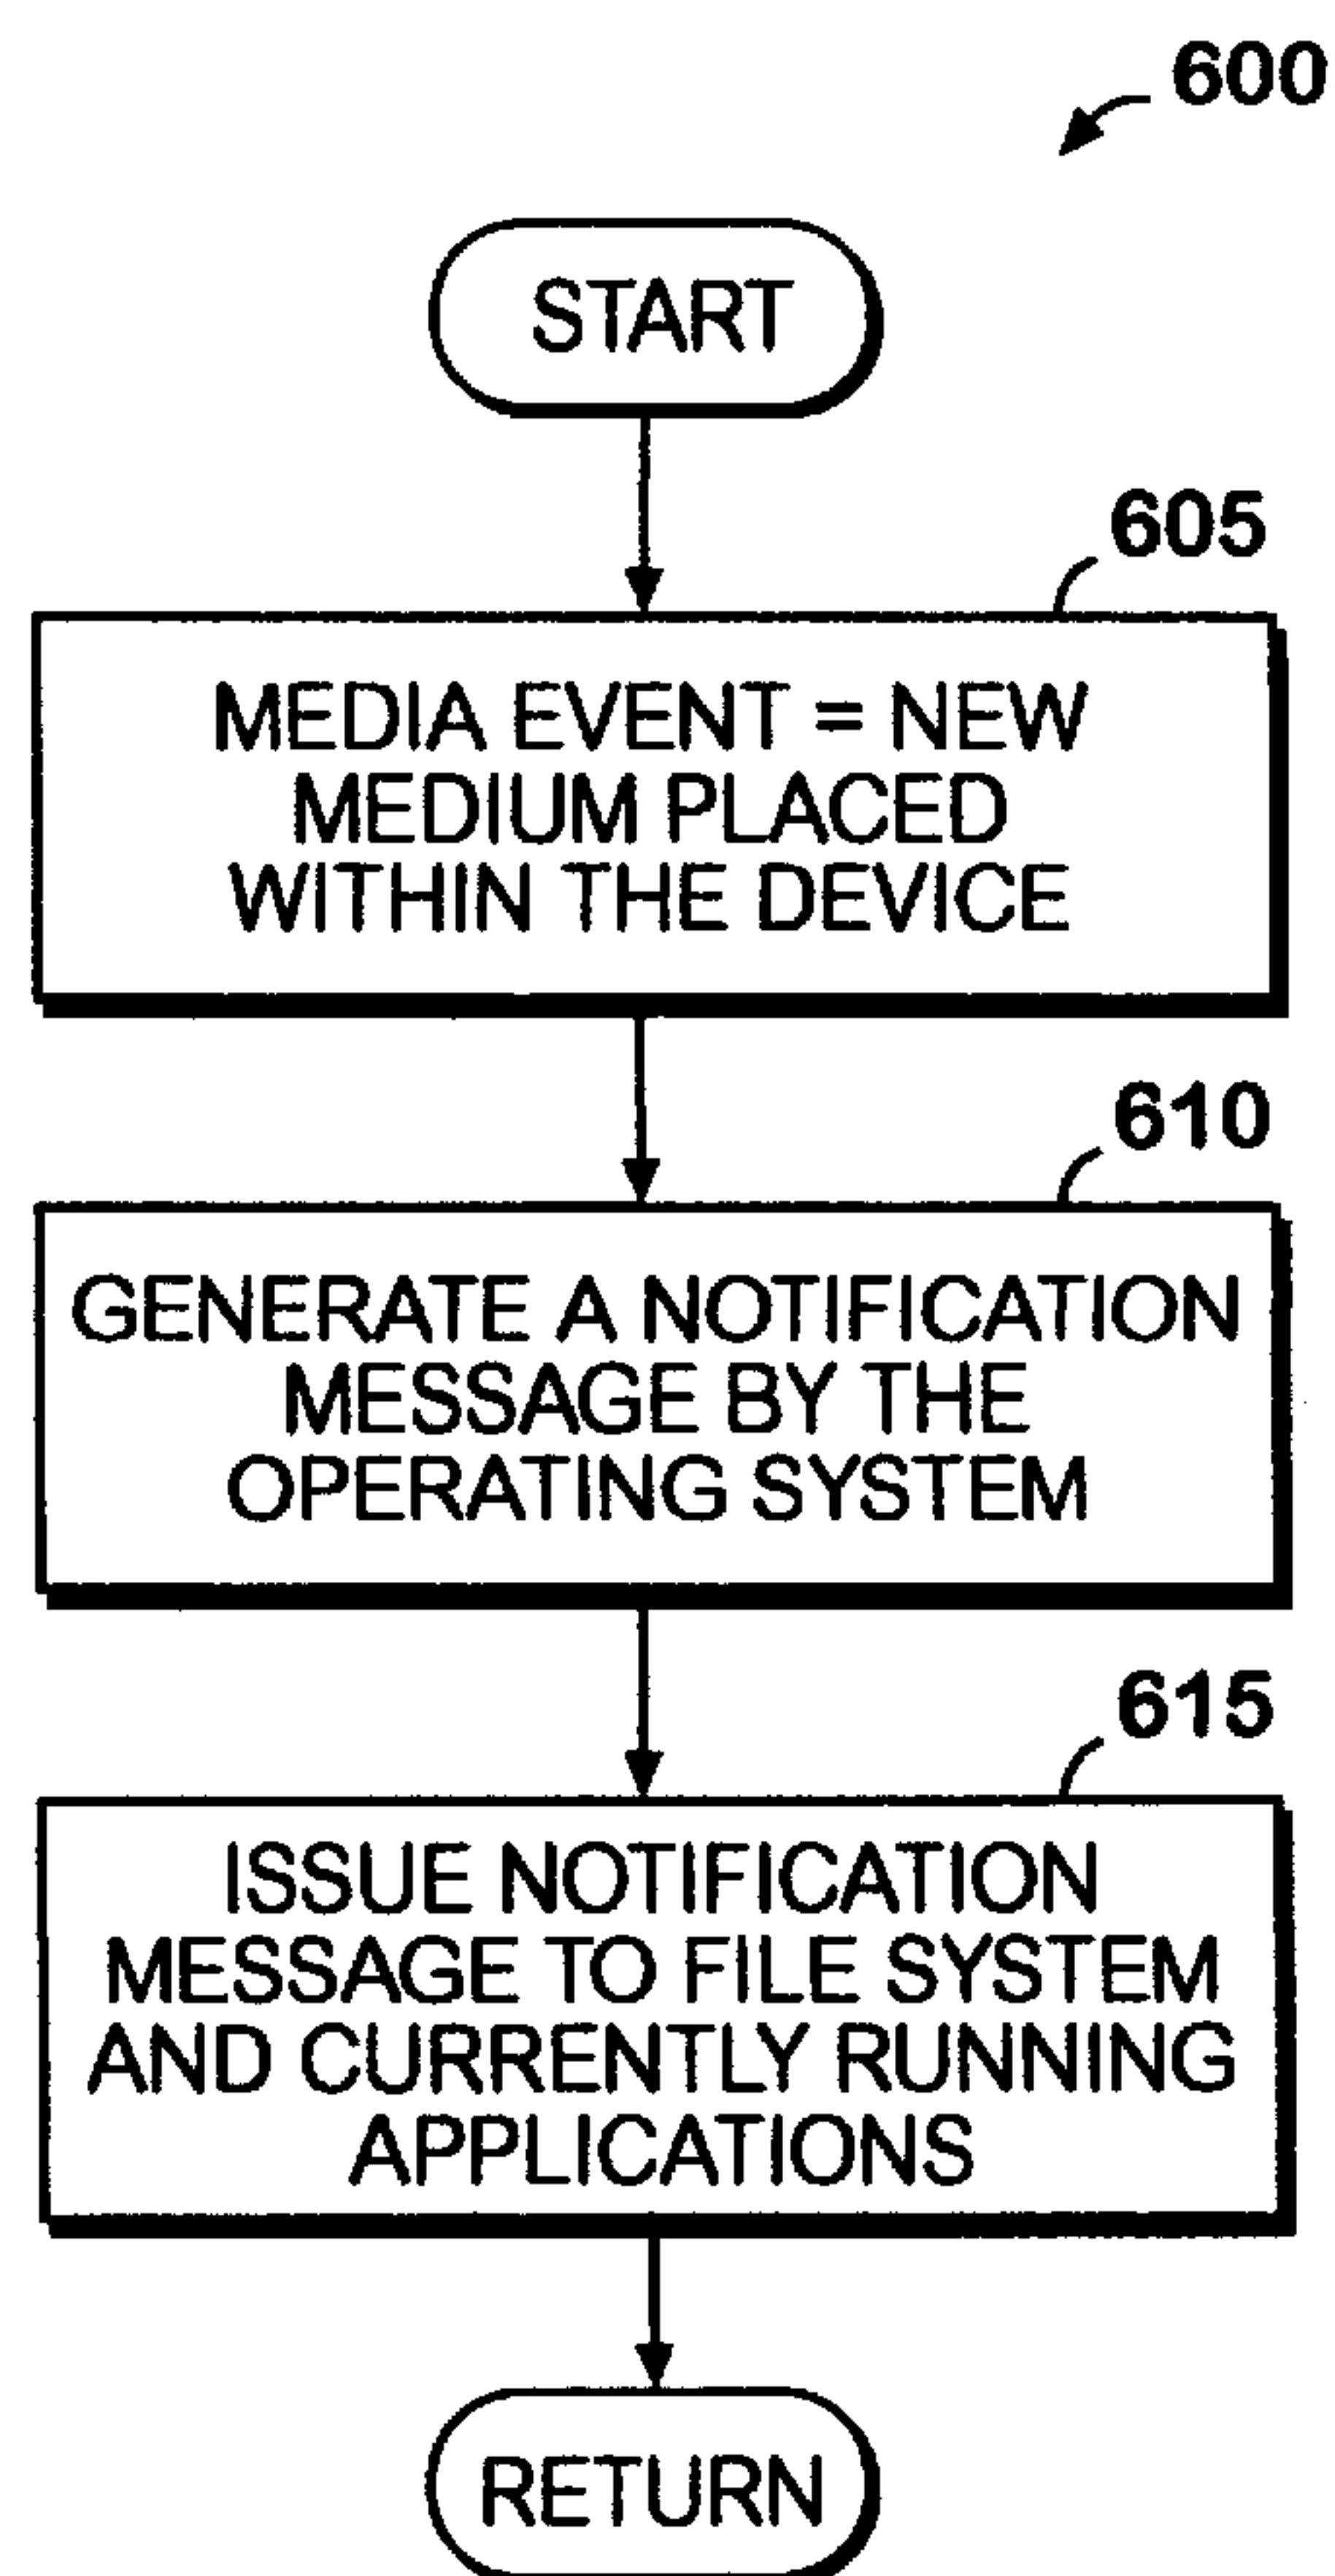 600
START
605
MEDIA EVENT = NEW
MEDIUM PLACED
WITHIN THE DEVICE
610
GENERATE A NOTIFICATION
MESSAGE BY THE
OPERATING SYSTEM
615
ISSUE NOTIFICATION
MESSAGE TO FILE SYSTEM
AND CURRENTLY RUNNING
APPLICATIONS
RETURN